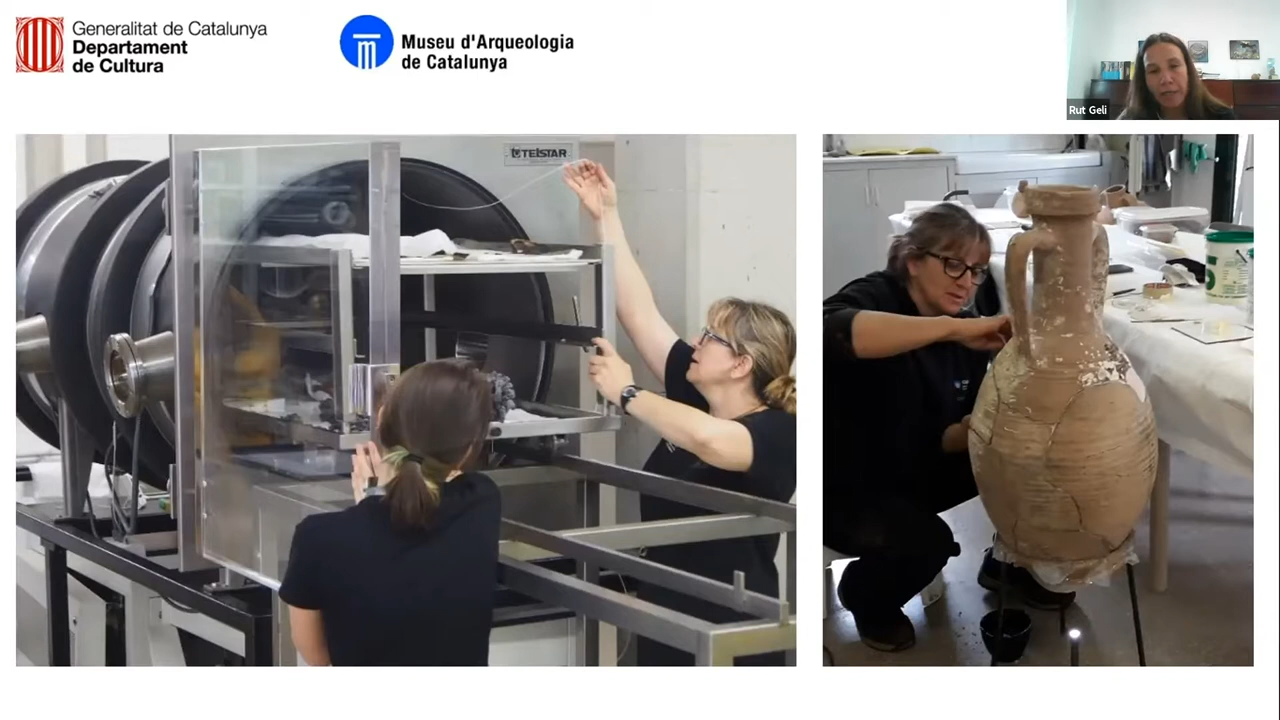 Generalitat de Catalunya
Departament
de Cultura
Museu d'Arqueologia
de Catalunya
Rut Geli
TELSTAR